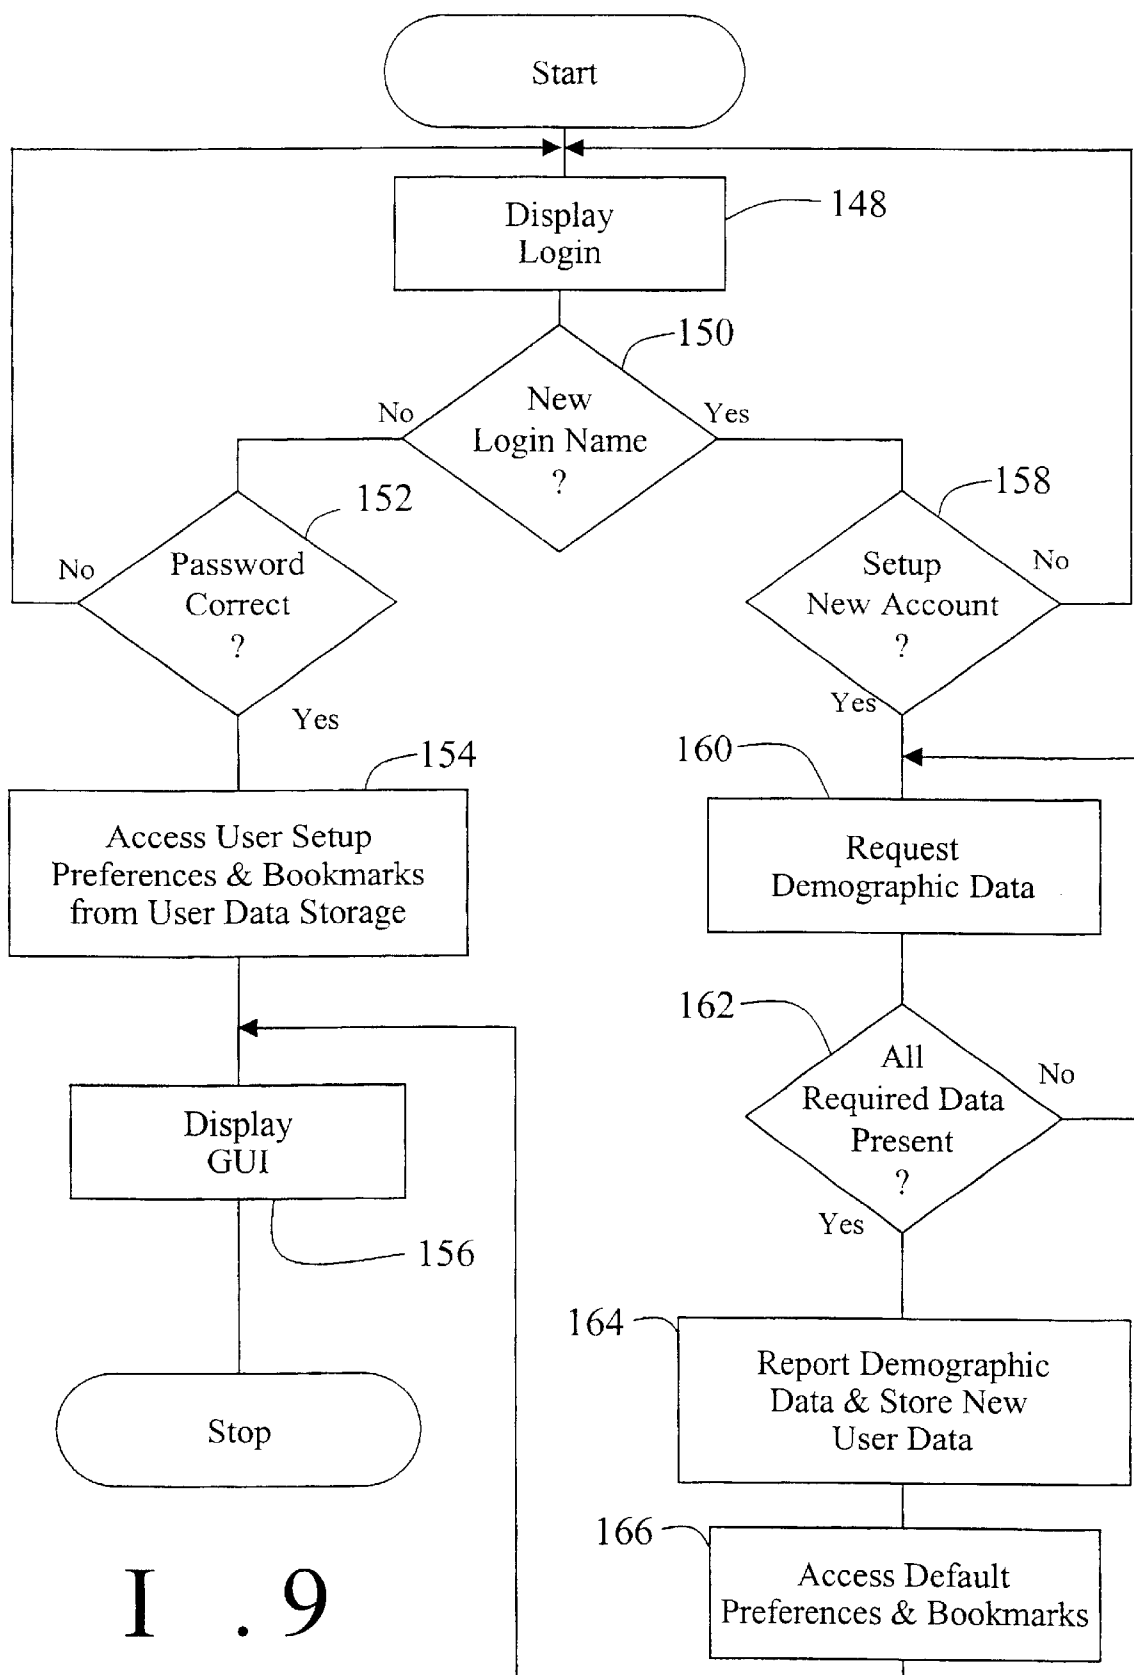 Start
Display
Login
148
150
New
Login Name
?
No
Yes
152
158
Password
Correct
?
No
Yes
Setup
New Account
?
No
Yes
154
Access User Setup
Preferences & Bookmarks
from User Data Storage
160
Request
Demographic Data
162
All
Required Data
Present
?
No
Yes
Display
GUI
156
164
Report Demographic
Data & Store New
User Data
Stop
166
Access Default
Preferences & Bookmarks
I . 9